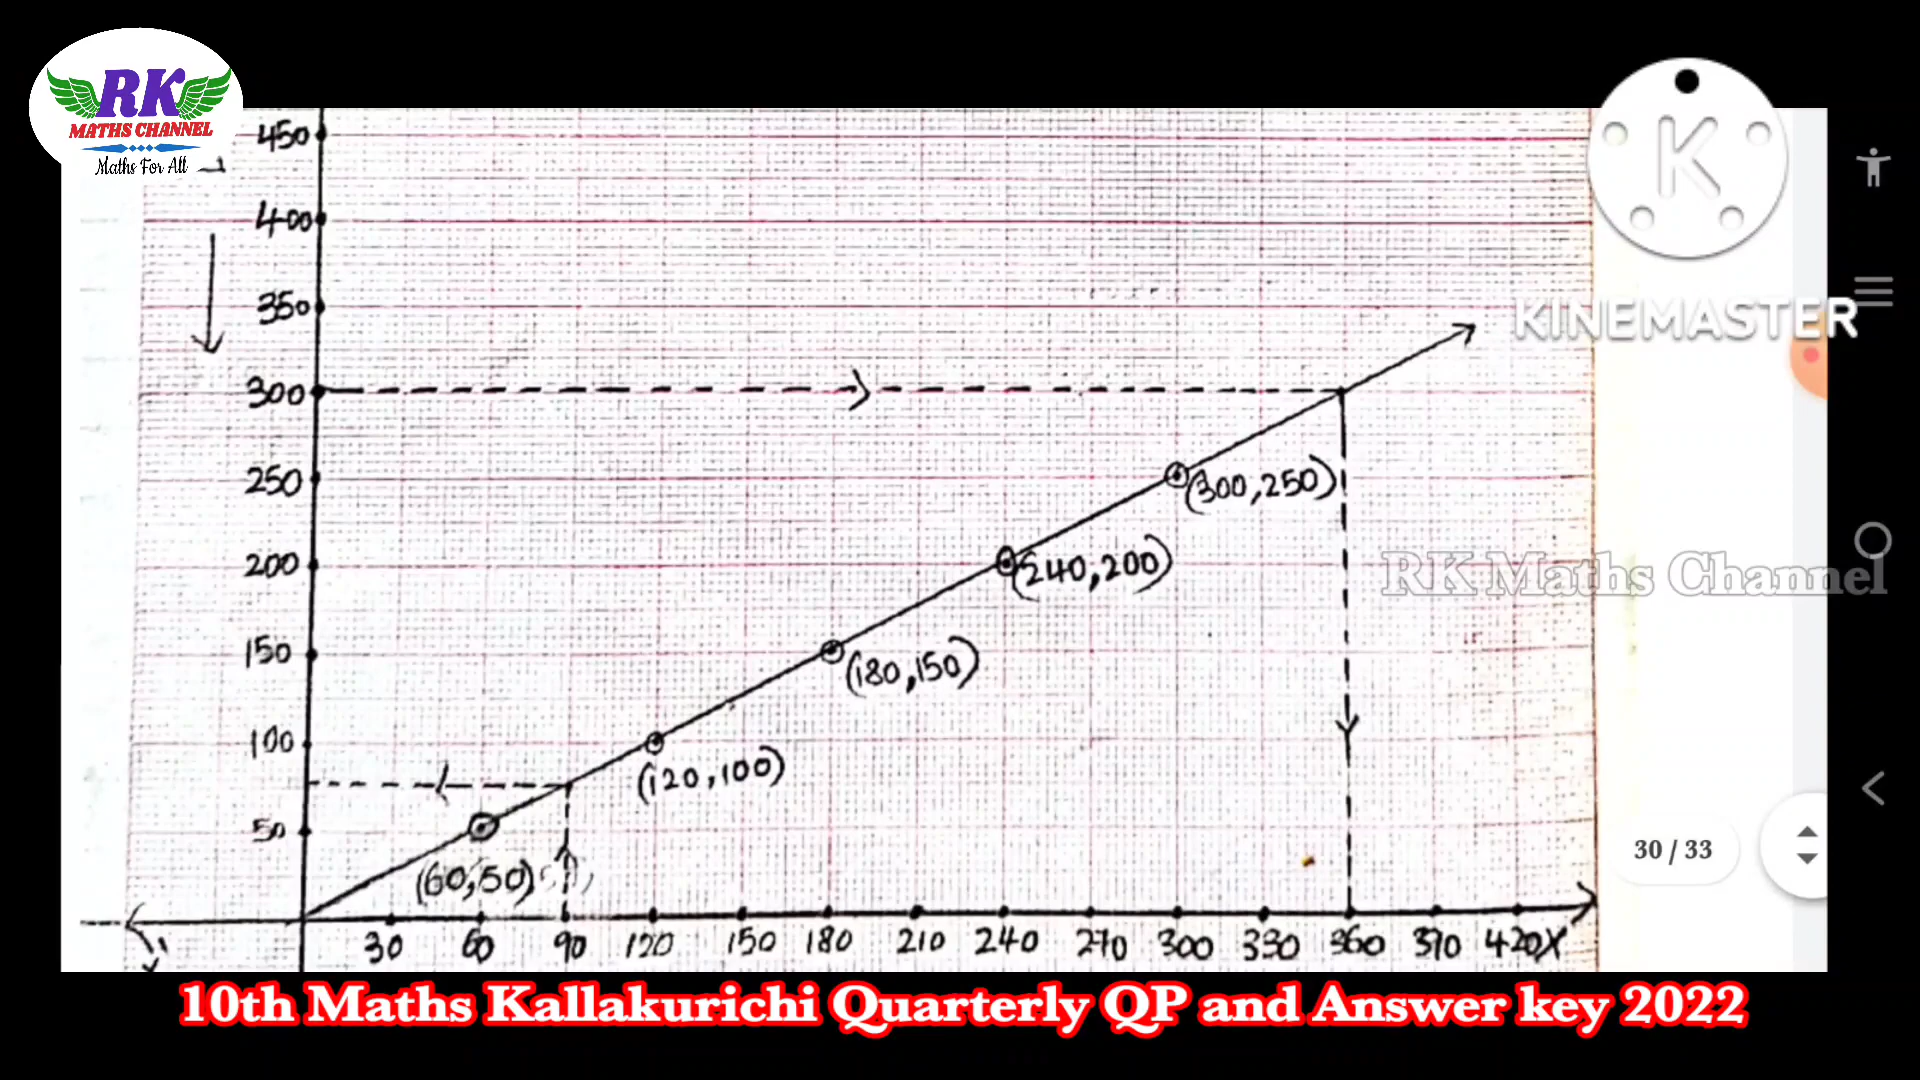 RK
MATHS CHANNEL
Maths For All
450
400
350
300
250
200
150
100
50
K
KINEMASTER
(300,250)
(240,200)
RK Maths Channel
(180,150)
(120,100)
(60,50)
30 / 33
30 60 90 120 150 180 210 240 270 300 330 360 390 420 X
10th Maths Kallakurichi Quarterly QP and Answer key 2022